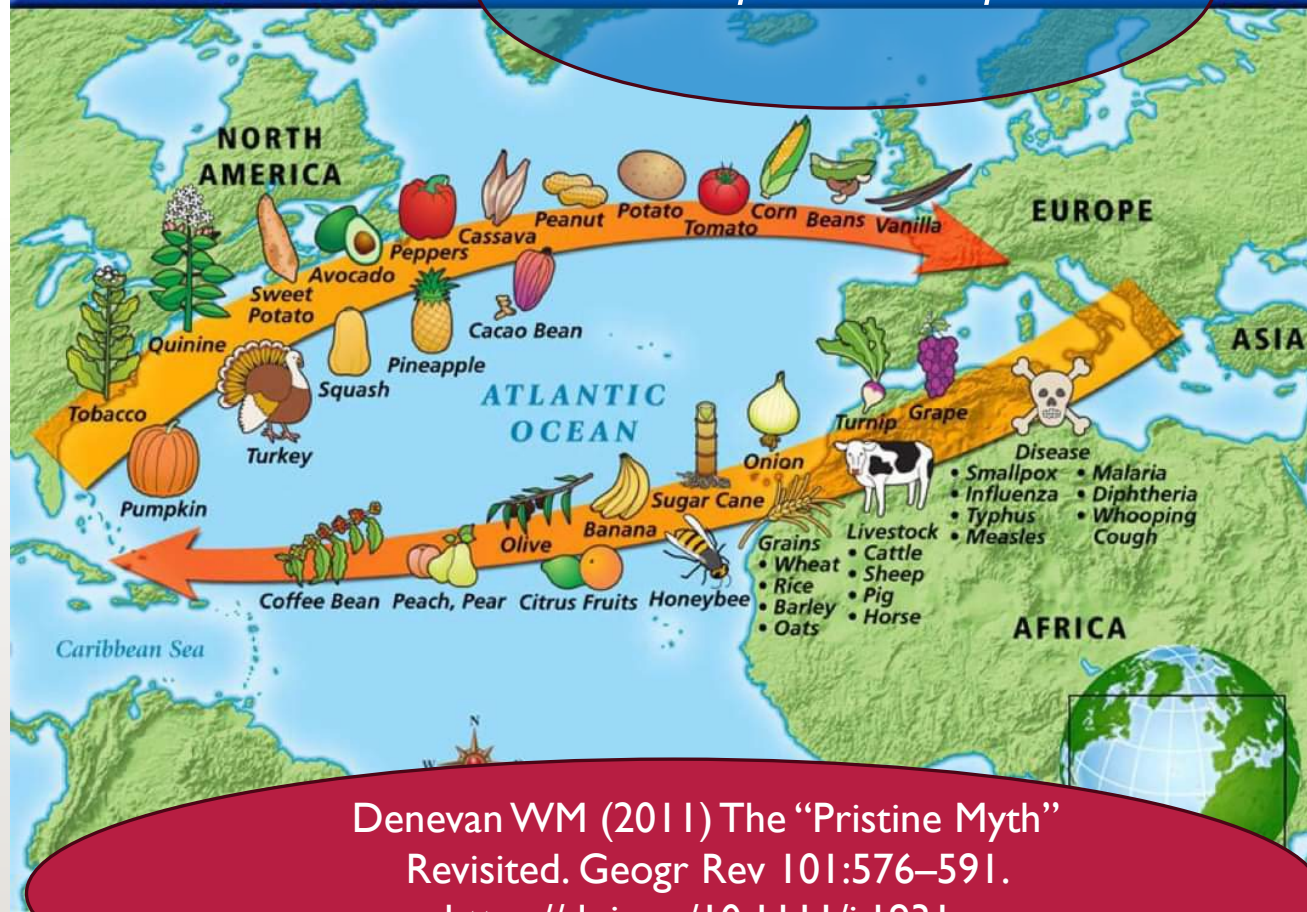 NORTH
AMERICA
EUROPE
ASIA
AFRICA
ATLANTIC
OCEAN
Caribbean Sea
Tobacco
Quinine
Sweet
Potato
Avocado
Peppers
Cassava
Peanut
Potato
Tomato
Corn
Beans
Vanilla
Pumpkin
Turkey
Squash
Pineapple
Cacao Bean
Coffee Bean
Peach, Pear
Olive
Citrus Fruits
Banana
Honeybee
Sugar Cane
Onion
Turnip
Grape
Grains
• Wheat
• Rice
• Barley
• Oats
Livestock
• Cattle
• Sheep
• Pig
• Horse
Disease
• Smallpox
• Influenza
• Typhus
• Measles
• Malaria
• Diphtheria
• Whooping
Cough
N
W
Denevan WM (2011) The “Pristine Myth”
Revisited. Geogr Rev 101:576–591.